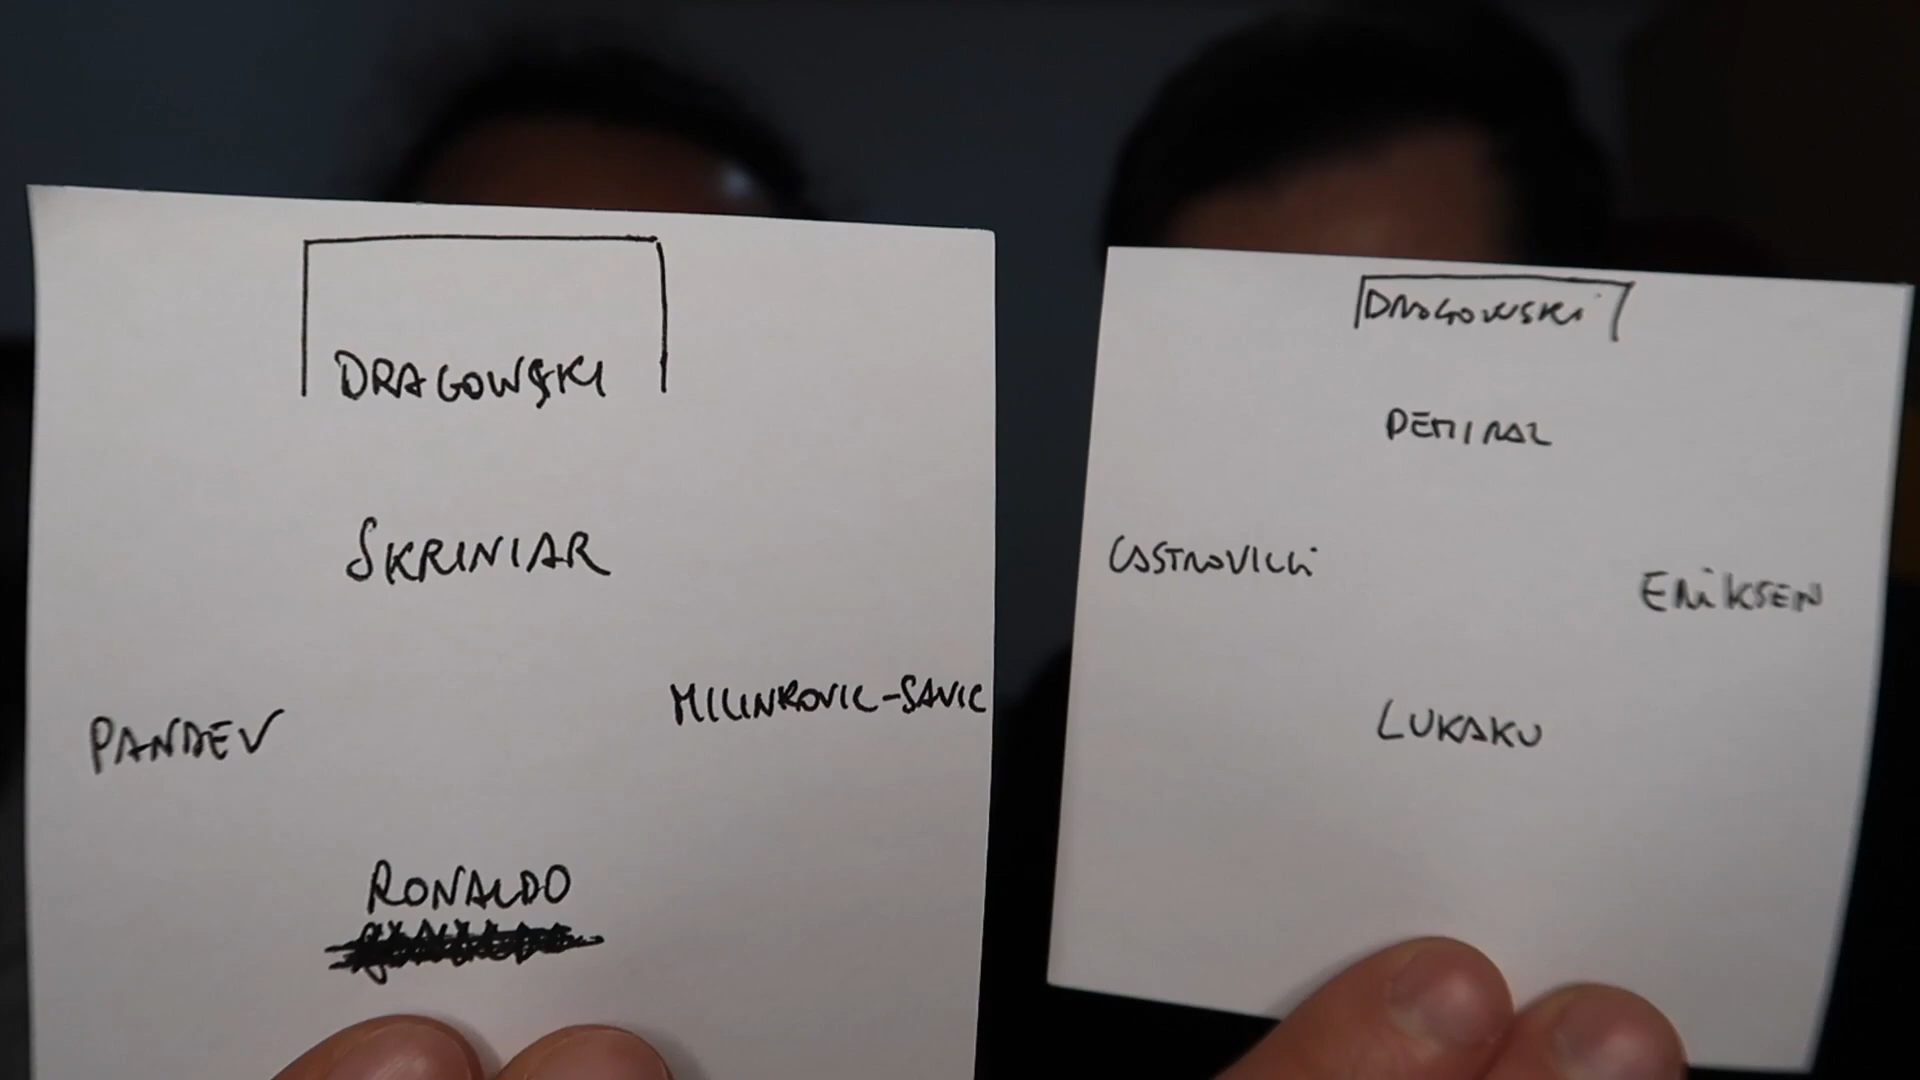 DRAGOWSKI
SKRINIAR
PANDEV
MILINKOVIC-SAVIC
RONALDO
DRAGOWSKi
DEMIRAL
CASTROVILLi
ERiKSEN
LUKAKU